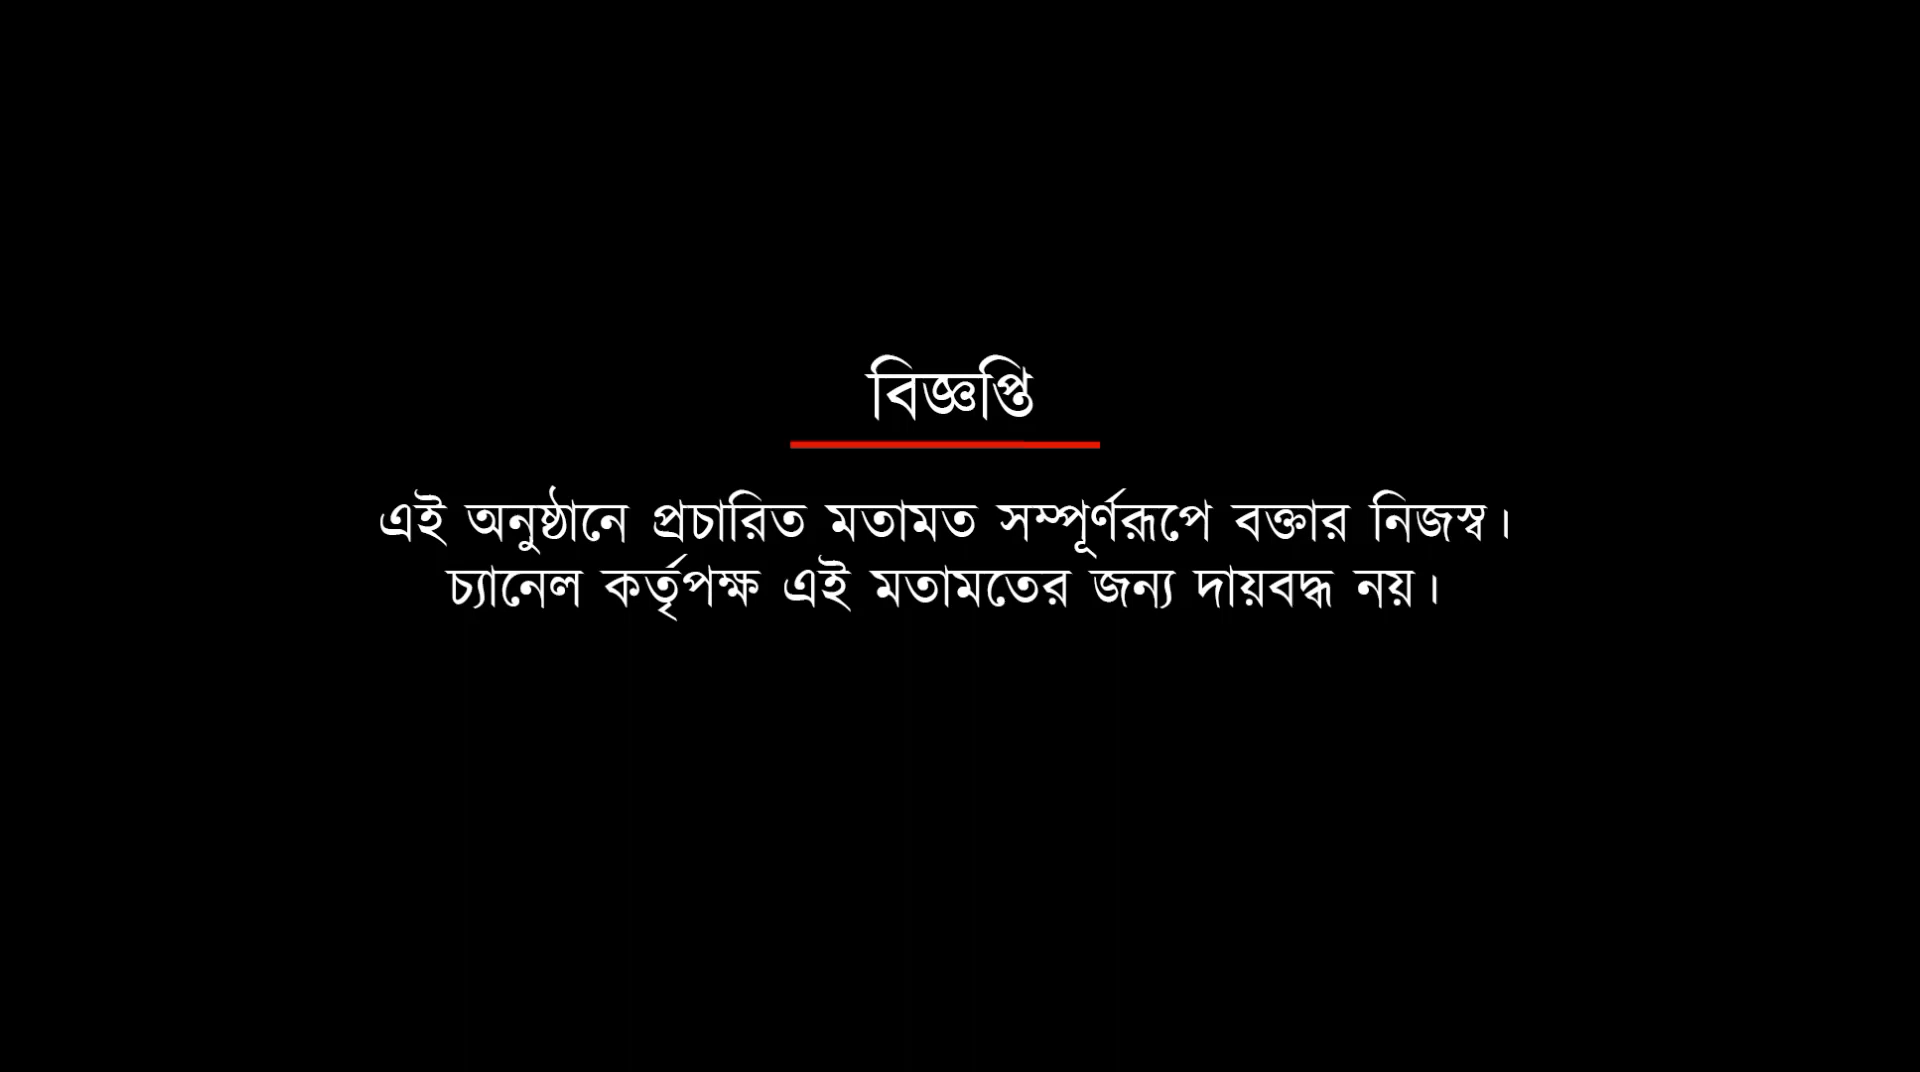 বিজ্ঞপ্তি
এই অনুষ্ঠানে প্রচারিত মতামত সম্পূর্ণরূপে বক্তার নিজস্ব।
চ্যানেল কর্তৃপক্ষ এই মতামতের জন্য দায়বদ্ধ নয়।